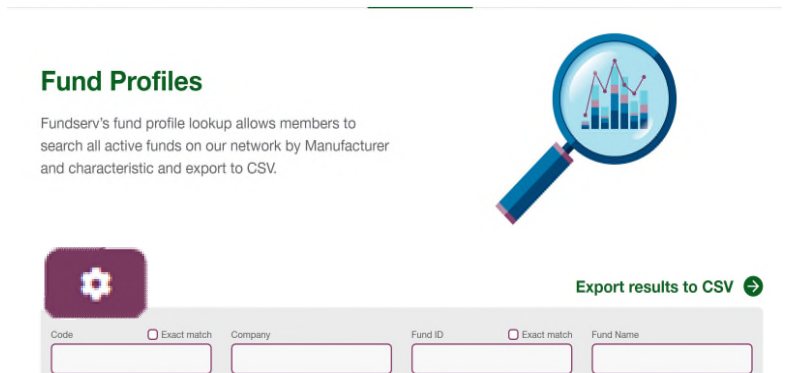 Fund Profiles
Fundserv's fund profile lookup allows members to
search all active funds on our network by Manufacturer
and characteristic and export to CSV.
Export results to CSV
Code Exact match Company Fund ID Exact match Fund Name